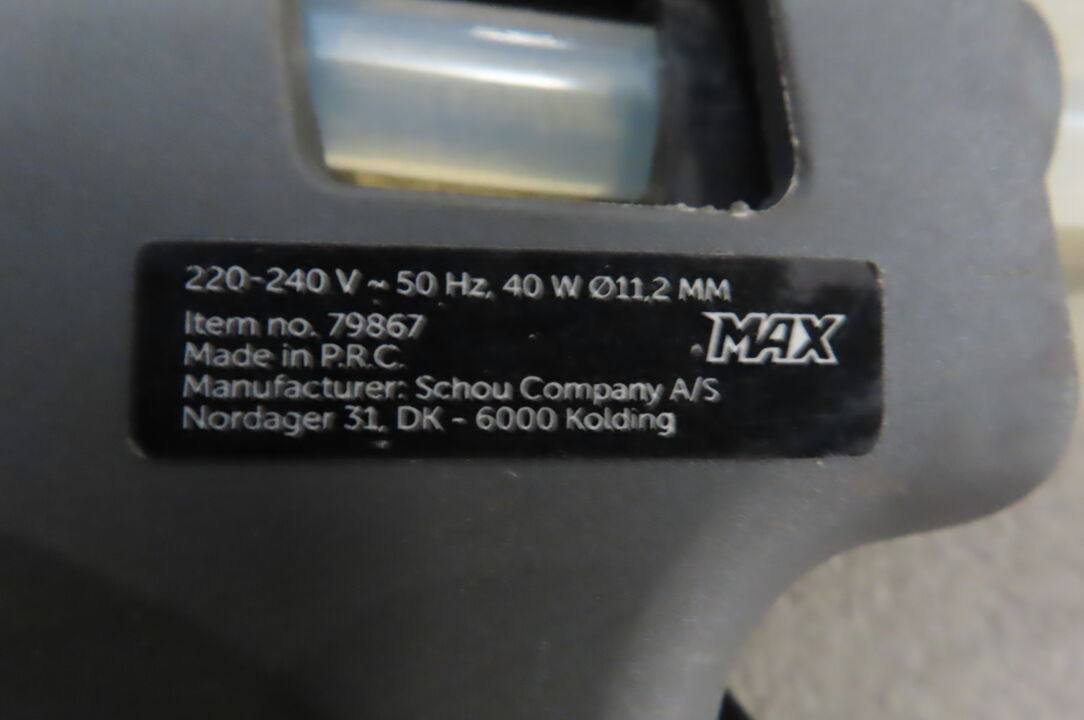 220-240 V ~ 50 Hz, 40 W Ø11,2 MM
Item no. 79867
MAX
Made in P.R.C.
Manufacturer: Schou Company A/S
Nordager 31, DK - 6000 Kolding